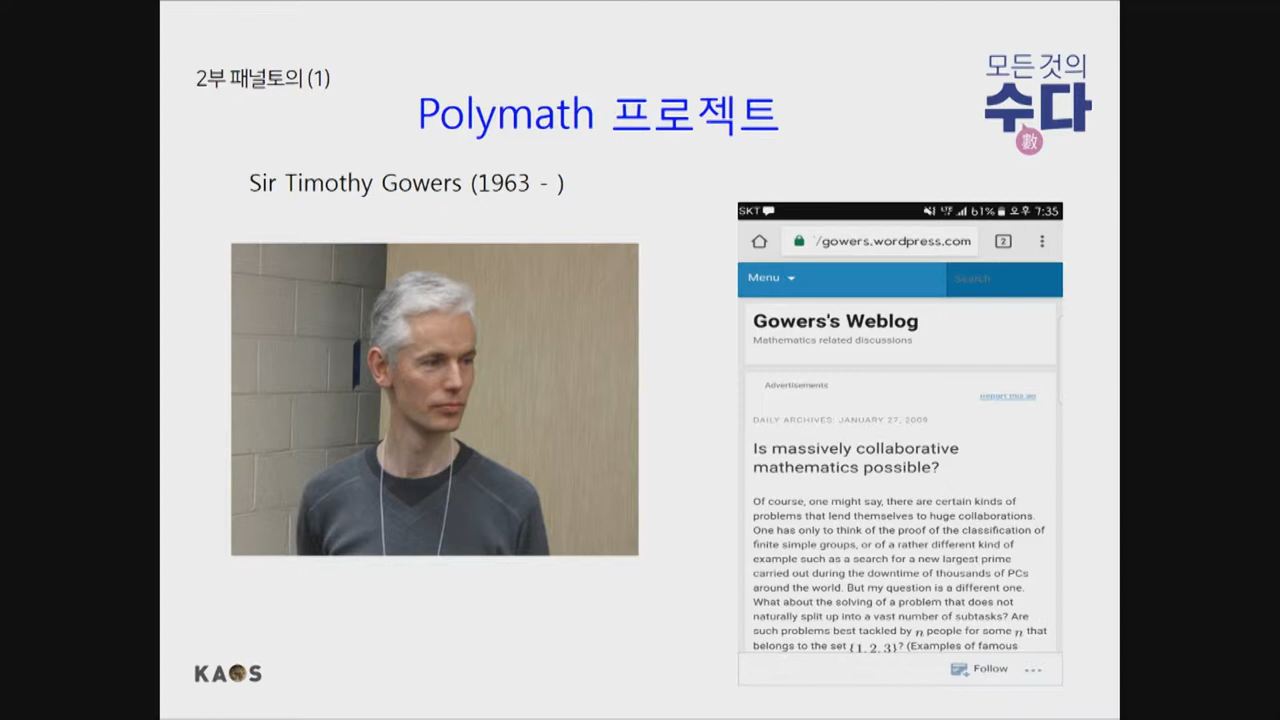 2부 패널토의 (1)
모든 것의
수다
數
Polymath 프로젝트
Sir Timothy Gowers (1963 - )
SKT 61% 오후 7:35
/gowers.wordpress.com 2
Menu Search
Gowers's Weblog
Mathematics related discussions
Advertisements
Report this ad
DAILY ARCHIVES: JANUARY 27, 2009
Is massively collaborative
mathematics possible?
Of course, one might say, there are certain kinds of
problems that lend themselves to huge collaborations.
One has only to think of the proof of the classification of
finite simple groups, or of a rather different kind of
example such as a search for a new largest prime
carried out during the downtime of thousands of PCs
around the world. But my question is a different one.
What about the solving of a problem that does not
naturally split up into a vast number of subtasks? Are
such problems best tackled by n people for some n that
belongs to the set {1, 2, 3}? (Examples of famous
Follow
KAOS